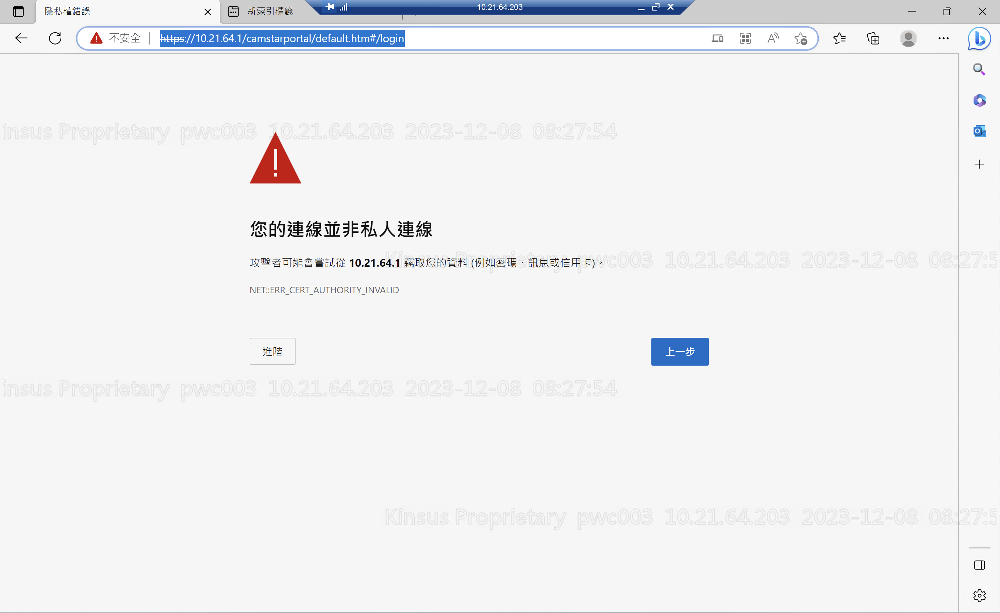 隱私權錯誤
新索引標籤
10.21.64.203
不安全
https://10.21.64.1/camstarportal/default.htm#/login
insus Proprietary pwc003 10.21.64.203 2023-12-08 08:27:54
您的連線並非私人連線
攻擊者可能會嘗試從 10.21.64.1 竊取您的資料 (例如密碼、訊息或信用卡)。
Kinsus Proprietary pwc003 10.21.64.203 2023-12-08 08:27:5
NET::ERR_CERT_AUTHORITY_INVALID
進階
上一步
insus Proprietary pwc003 10.21.64.203 2023-12-08 08:27:54
Kinsus Proprietary pwc003 10.21.64.203 2023-12-08 08:27:5